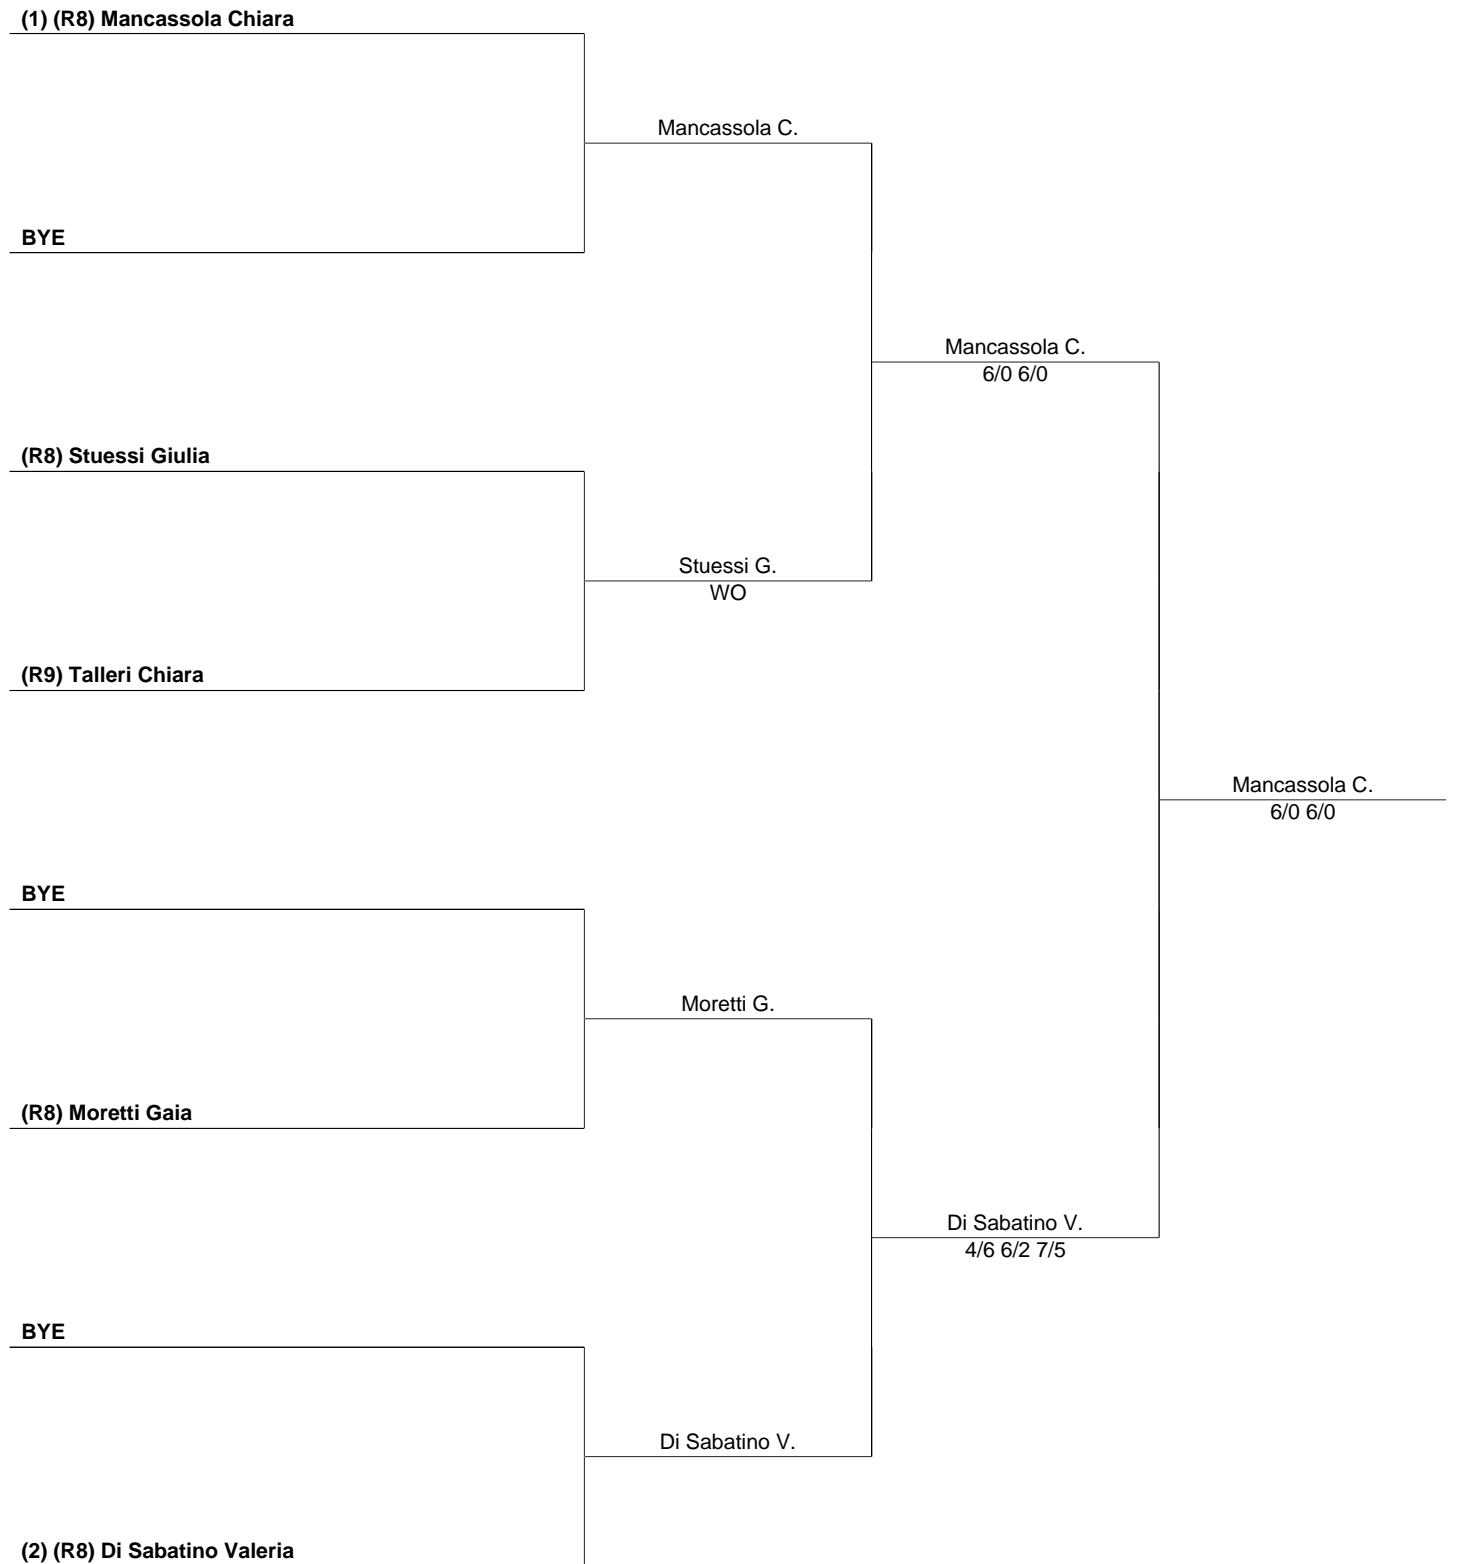 (1) (R8) Mancassola Chiara
Mancassola C.
BYE
Mancassola C.
6/0 6/0
(R8) Stuessi Giulia
Stuessi G.
WO
(R9) Talleri Chiara
Mancassola C.
6/0 6/0
BYE
Moretti G.
(R8) Moretti Gaia
Di Sabatino V.
4/6 6/2 7/5
BYE
Di Sabatino V.
(2) (R8) Di Sabatino Valeria